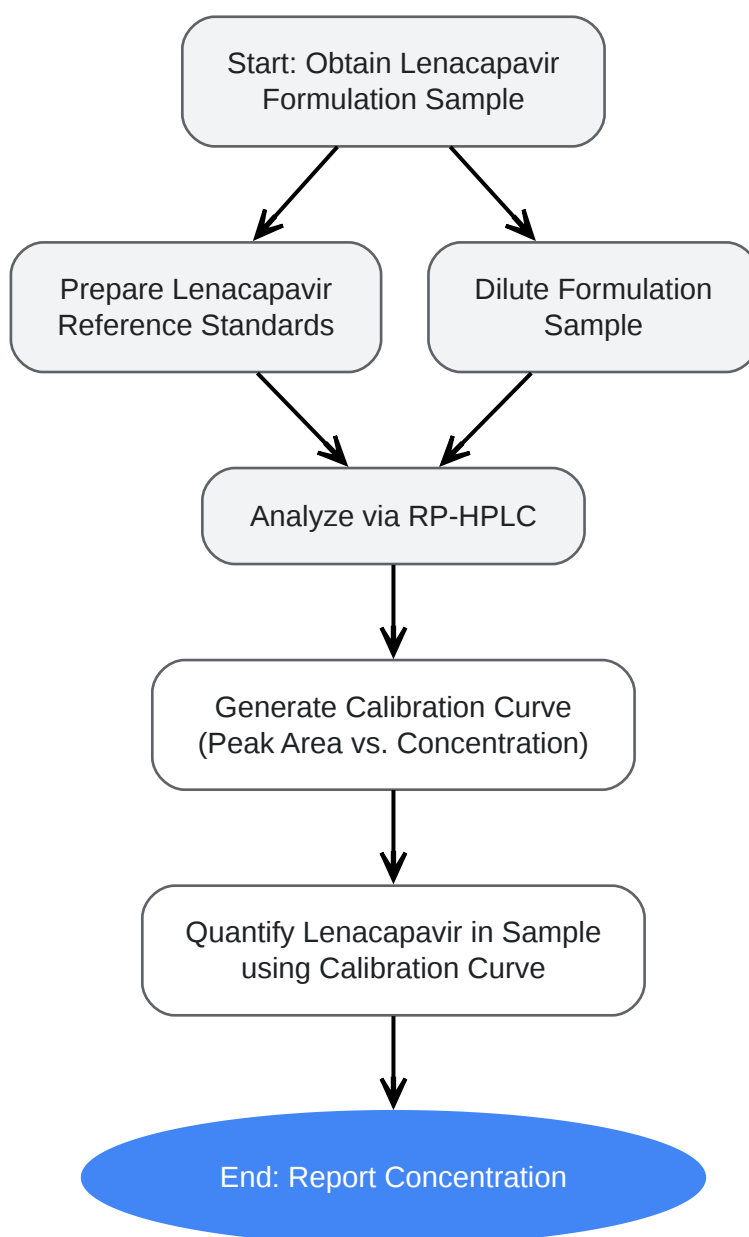 Start: Obtain Lenacapavir
Formulation Sample
Prepare Lenacapavir
Reference Standards
Dilute Formulation
Sample
Analyze via RP-HPLC
Generate Calibration Curve
(Peak Area vs. Concentration)
Quantify Lenacapavir in Sample
using Calibration Curve
End: Report Concentration